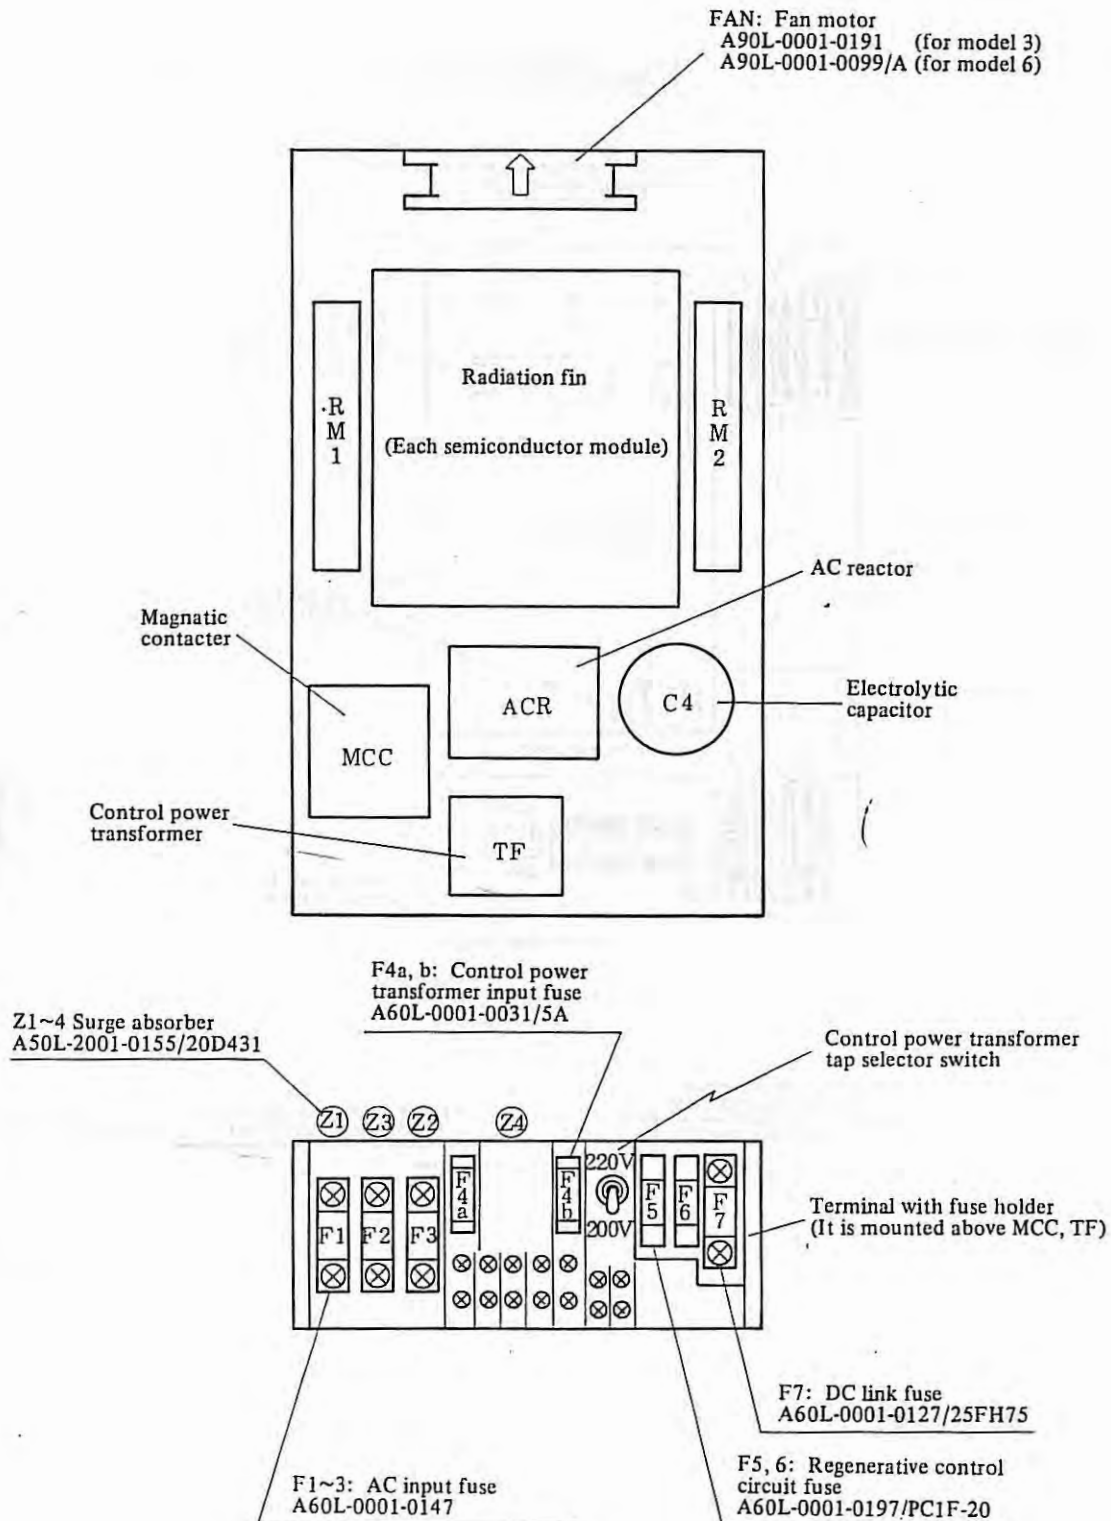 FAN: Fan motor
A90L-0001-0191 (for model 3)
A90L-0001-0099/A (for model 6)
Radiation fin
(Each semiconductor module)
RM1
RM2
AC reactor
Magnatic
contacter
ACR
C4
Electrolytic
capacitor
MCC
Control power
transformer
TF
F4a, b: Control power
transformer input fuse
A60L-0001-0031/5A
Z1~4 Surge absorber
A50L-2001-0155/20D431
Control power transformer
tap selector switch
Z1 Z3 Z2 Z4
220V
F4a
F4b
F5
F6
F7
F1 F2 F3
200V
Terminal with fuse holder
(It is mounted above MCC, TF)
F7: DC link fuse
A60L-0001-0127/25FH75
F1~3: AC input fuse
A60L-0001-0147
F5, 6: Regenerative control
circuit fuse
A60L-0001-0197/PC1F-20